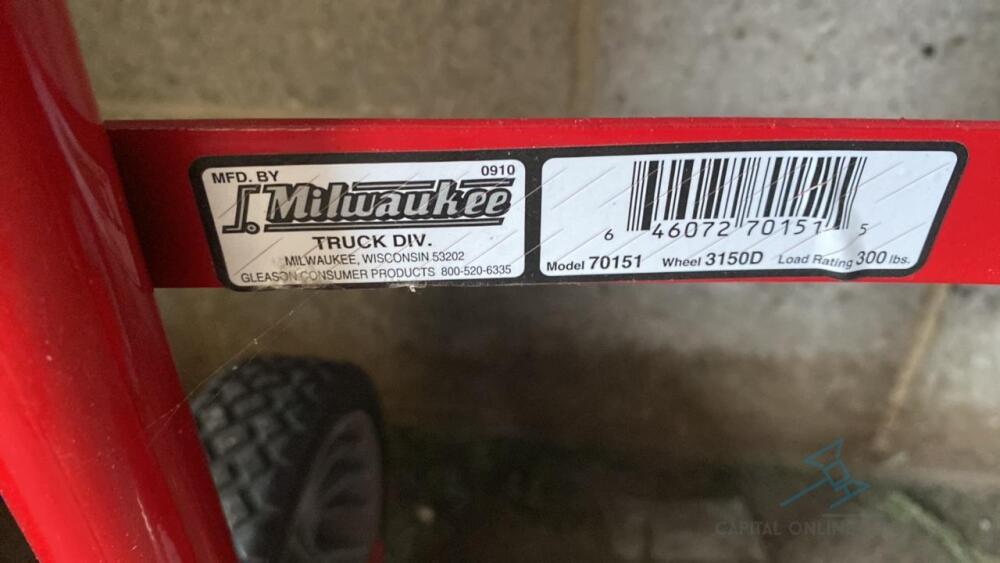 MFD. BY 0910
Milwaukee
TRUCK DIV.
MILWAUKEE, WISCONSIN 53202
GLEASON CONSUMER PRODUCTS 800-520-6335
6 46072 70151 5
Model 70151 Wheel 3150D Load Rating 300 lbs.
CAPITAL ONLINE